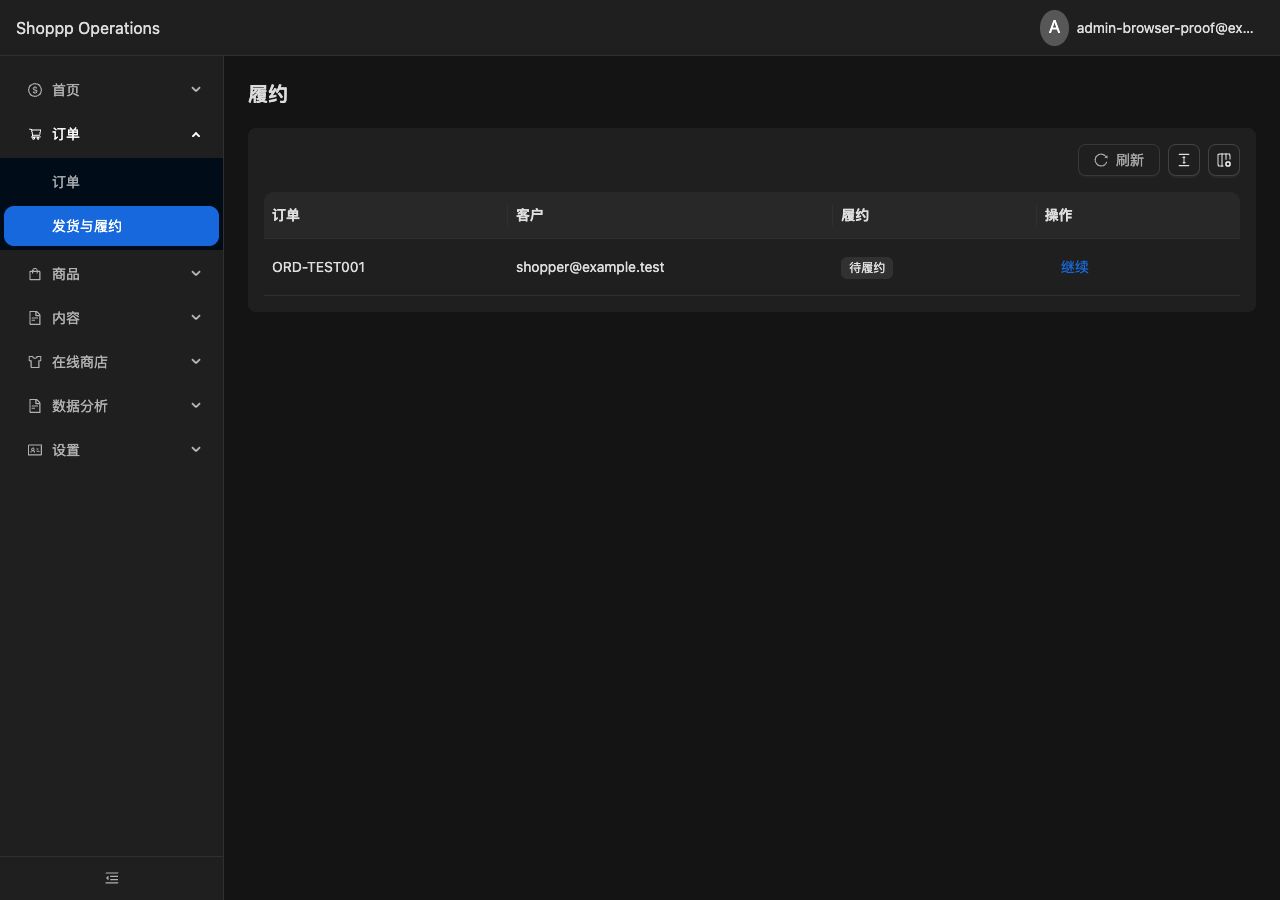 Shoppp Operations
A
admin-browser-proof@ex...
首页
订单
订单
发货与履约
商品
内容
在线商店
数据分析
设置
履约
刷新
订单 客户 履约 操作
ORD-TEST001 shopper@example.test 待履约 继续